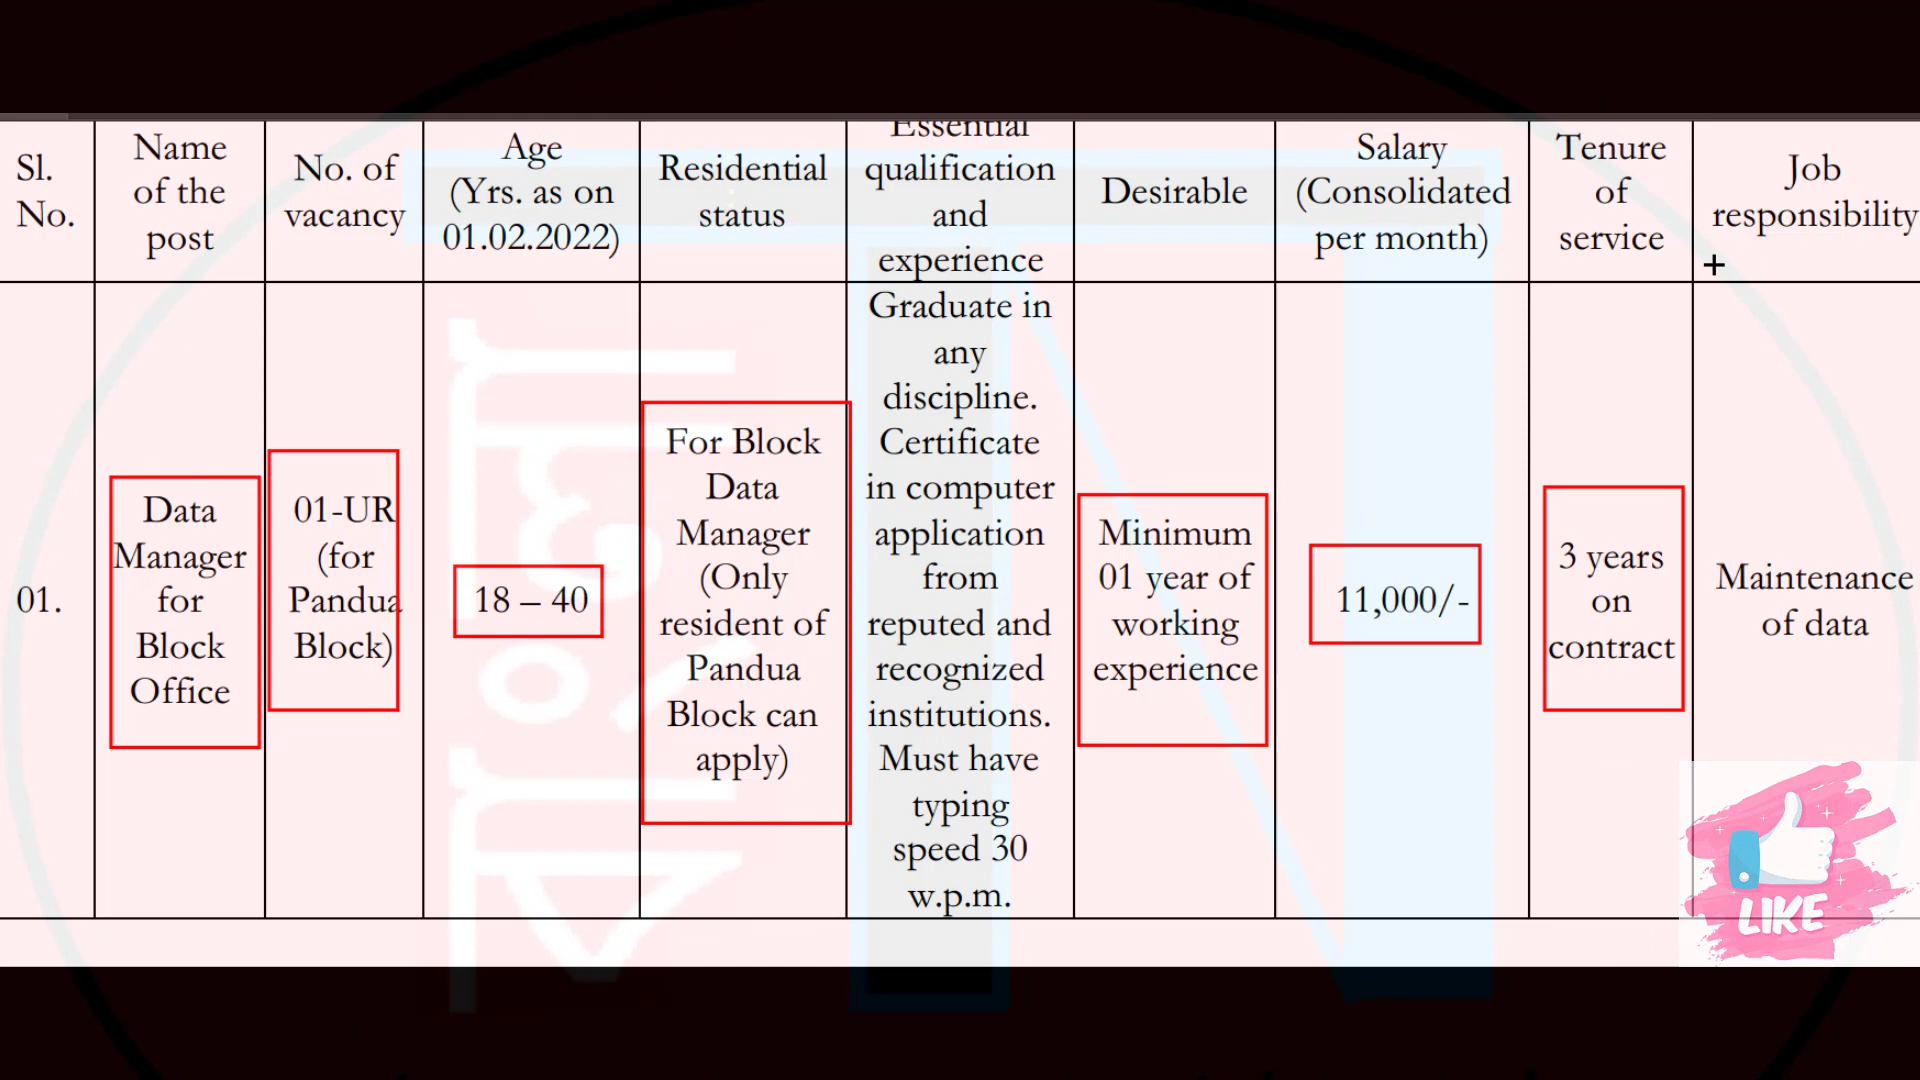 Sl.
No.
Name
of the
post
No. of
vacancy
Age
(Yrs. as on
01.02.2022)
Residential
status
Essential
qualification
and
experience
Desirable
Salary
(Consolidated
per month)
Tenure
of
service
Job
responsibility
01.
Data
Manager
for
Block
Office
01-UR
(for
Pandua
Block)
18 – 40
For Block
Data
Manager
(Only
resident of
Pandua
Block can
apply)
Graduate in
any
discipline.
Certificate
in computer
application
from
reputed and
recognized
institutions.
Must have
typing
speed 30
w.p.m.
Minimum
01 year of
working
experience
11,000/-
3 years
on
contract
Maintenance
of data
LIKE
বাংলা